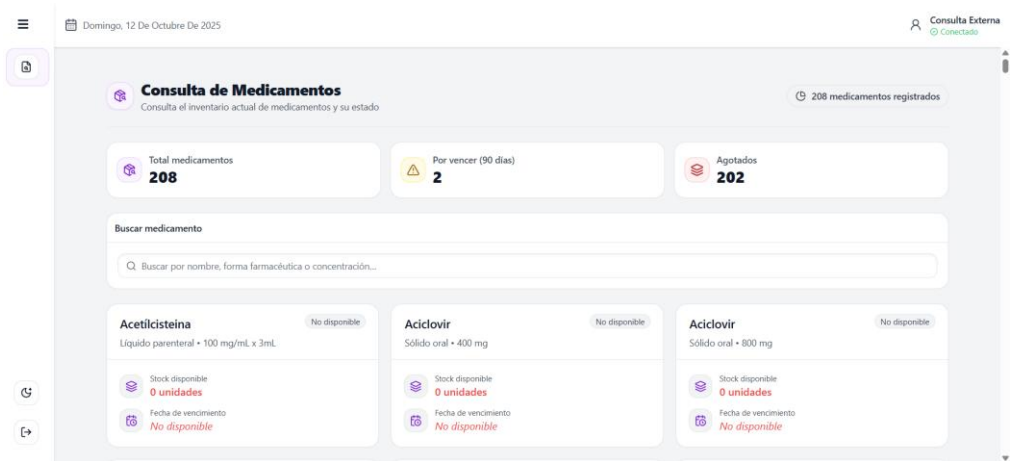 Domingo, 12 De Octubre De 2025
Consulta Externa
Conectado
Consulta de Medicamentos
Consulta el inventario actual de medicamentos y su estado
208 medicamentos registrados
Total medicamentos
208
Por vencer (90 días)
2
Agotados
202
Buscar medicamento
Buscar por nombre, forma farmacéutica o concentración...
Acetilcisteina
No disponible
Líquido parenteral • 100 mg/mL x 3mL
Stock disponible
0 unidades
Fecha de vencimiento
No disponible
Aciclovir
No disponible
Sólido oral • 400 mg
Stock disponible
0 unidades
Fecha de vencimiento
No disponible
Aciclovir
No disponible
Sólido oral • 800 mg
Stock disponible
0 unidades
Fecha de vencimiento
No disponible